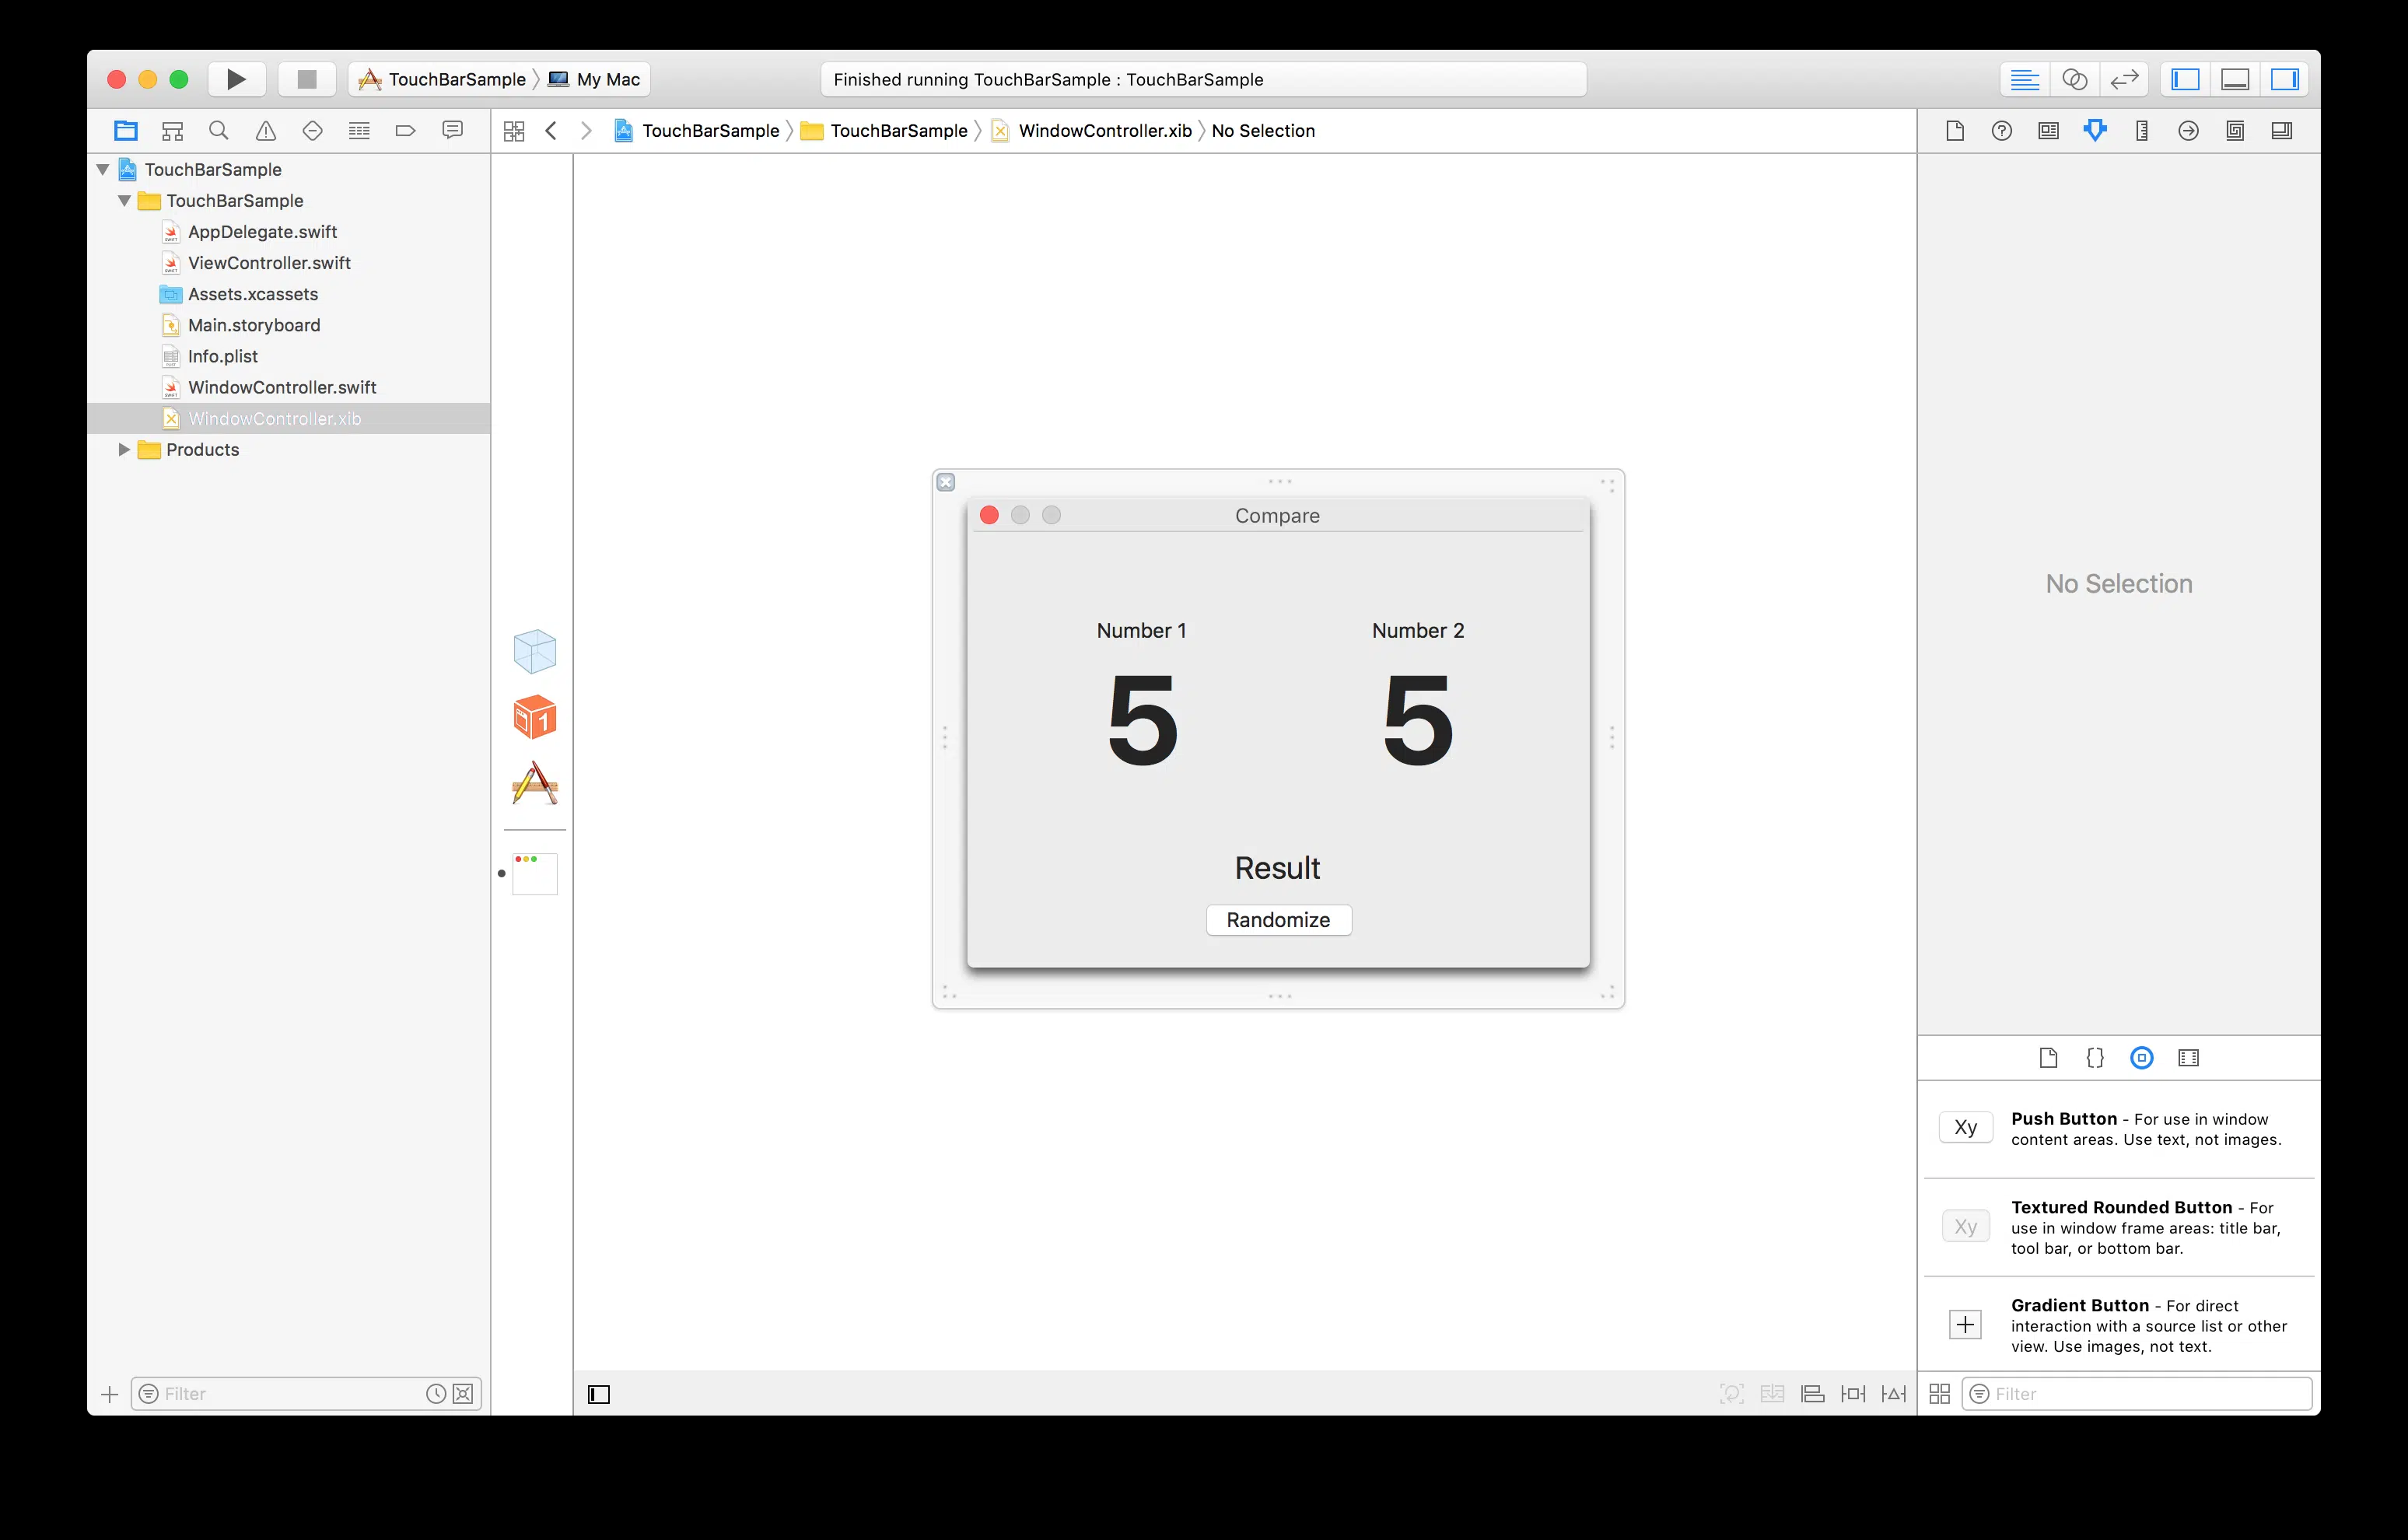 TouchBarSample My Mac
Finished running TouchBarSample : TouchBarSample
TouchBarSample TouchBarSample WindowController.xib No Selection
TouchBarSample
TouchBarSample
AppDelegate.swift
ViewController.swift
Assets.xcassets
Main.storyboard
Info.plist
WindowController.swift
WindowController.xib
Products
Filter
Compare
Number 1
Number 2
5
5
Result
Randomize
No Selection
Xy
Push Button - For use in window
content areas. Use text, not images.
Xy
Textured Rounded Button - For
use in window frame areas: title bar,
tool bar, or bottom bar.
Gradient Button - For direct
interaction with a source list or other
view. Use images, not text.
Filter